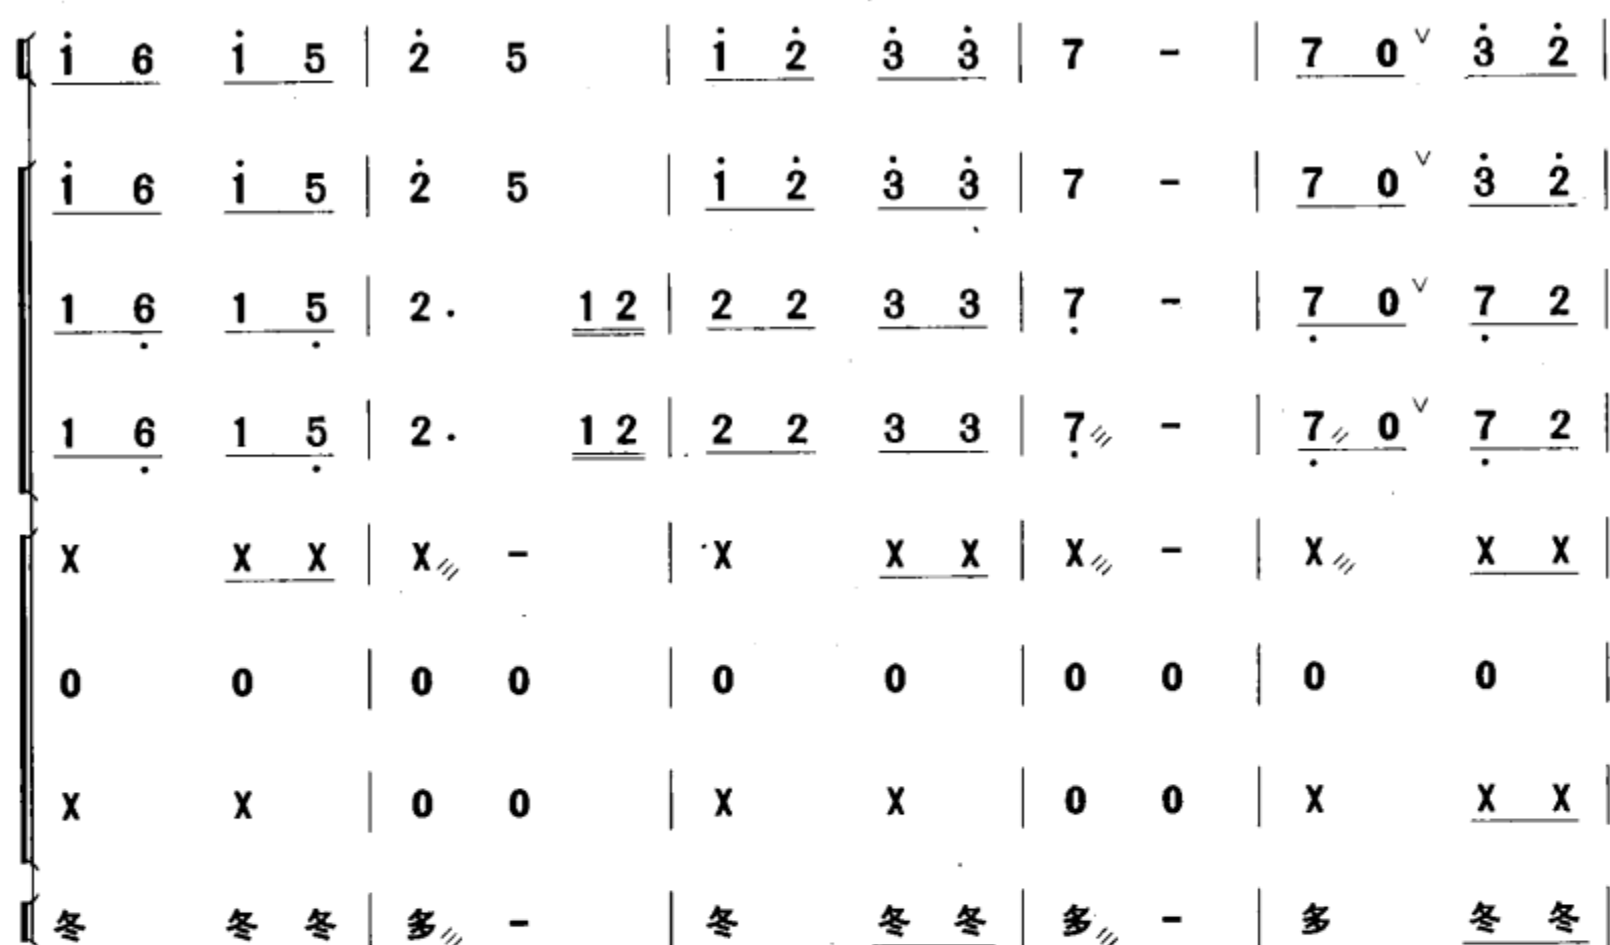 i 6 i 5 | 2̇ 5 | i 2̇ 3̇ 3̇ | 7 - | 7 0 ∨ 3̇ 2̇ |
i 6 i 5 | 2̇ 5 | i 2̇ 3̇ 3̇ | 7 - | 7 0 ∨ 3̇ 2̇ |
1 6̣ 1 5̣ | 2· 1 2 | 2 2 3 3 | 7̣ - | 7̣ 0 ∨ 7̣ 2 |
1 6̣ 1 5̣ | 2· 1 2 | 2 2 3 3 | 7̣ /// - | 7̣ // 0 ∨ 7̣ 2 |
X X X | X /// - | X X X | X /// - | X /// X X |
0 0 | 0 0 | 0 0 | 0 0 | 0 0 |
X X | 0 0 | X X | 0 0 | X X X |
冬 冬 冬 | 多 /// - | 冬 冬 冬 | 多 /// - | 多 冬 冬 |